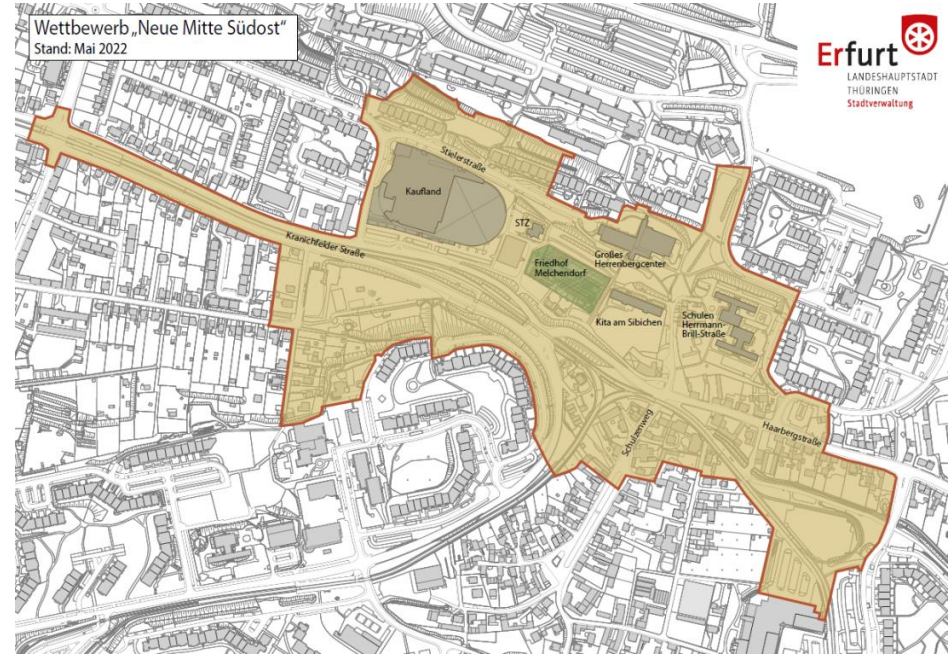 Wettbewerb „Neue Mitte Südost“
Stand: Mai 2022
Erfurt
LANDESHAUPTSTADT
THÜRINGEN
Stadtverwaltung
Stielerstraße
Kaufland
STZ
Kranichfelder Straße
Großes
Herrenbergcenter
Friedhof
Melchendorf
Kita am Sibichen
Schulen
Herrmann-
Brill-Straße
Schulzenweg
Haarbergstraße